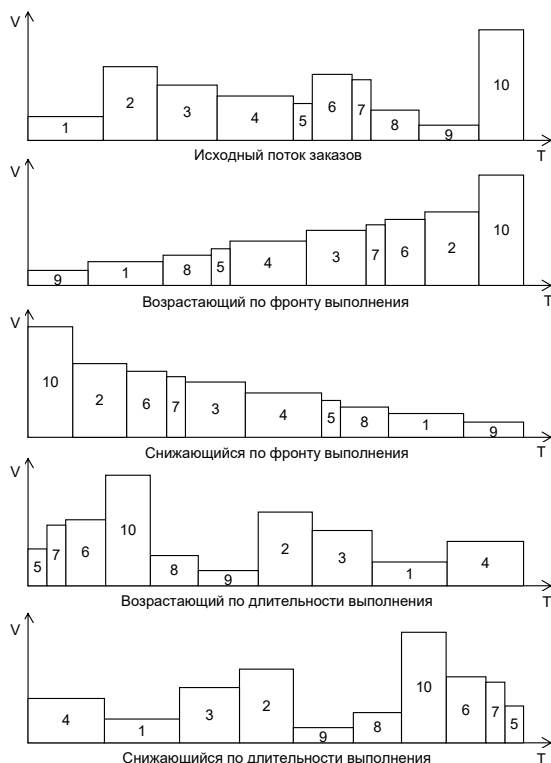 V
1 2 3 4 5 6 7 8 9 10
Исходный поток заказов T
V
9 1 8 5 4 3 7 6 2 10
Возрастающий по фронту выполнения T
V
10 2 6 7 3 4 5 8 1 9
Снижающийся по фронту выполнения T
V
5 7 6 10 8 9 2 3 1 4
Возрастающий по длительности выполнения T
V
4 1 3 2 9 8 10 6 7 5
Снижающийся по длительности выполнения T